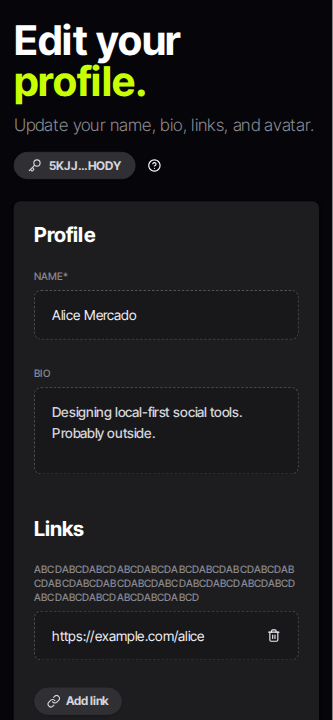 Edit your
profile.
Update your name, bio, links, and avatar.
5KJJ...HODY
Profile
NAME*
Alice Mercado
BIO
Designing local-first social tools.
Probably outside.
Links
ABCDABCDABCDABCDABCDABCDABCDABCDABCDAB
CDABCDABCDABCDABCDABCDABCDABCDABCDABCD
ABCDABCDABCDABCDABCDABCD
https://example.com/alice
Add link